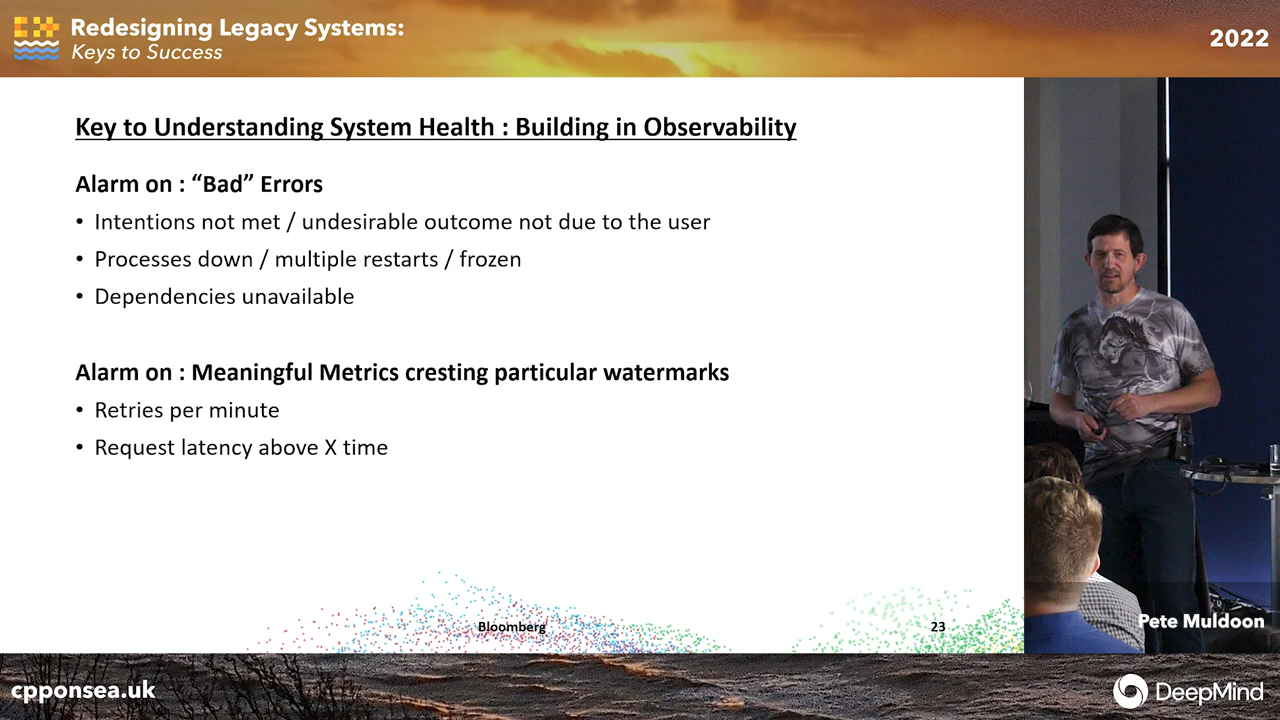 Redesigning Legacy Systems:
Keys to Success
2022
Key to Understanding System Health : Building in Observability
Alarm on : “Bad” Errors
• Intentions not met / undesirable outcome not due to the user
• Processes down / multiple restarts / frozen
• Dependencies unavailable
Alarm on : Meaningful Metrics cresting particular watermarks
• Retries per minute
• Request latency above X time
Bloomberg
23
Pete Muldoon
cpponsea.uk
DeepMind